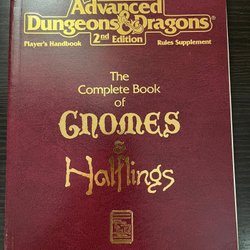 Advanced
Dungeons & Dragons®
2nd Edition
Player's Handbook Rules Supplement
The
Complete Book
of
GNOMES
&
Halflings